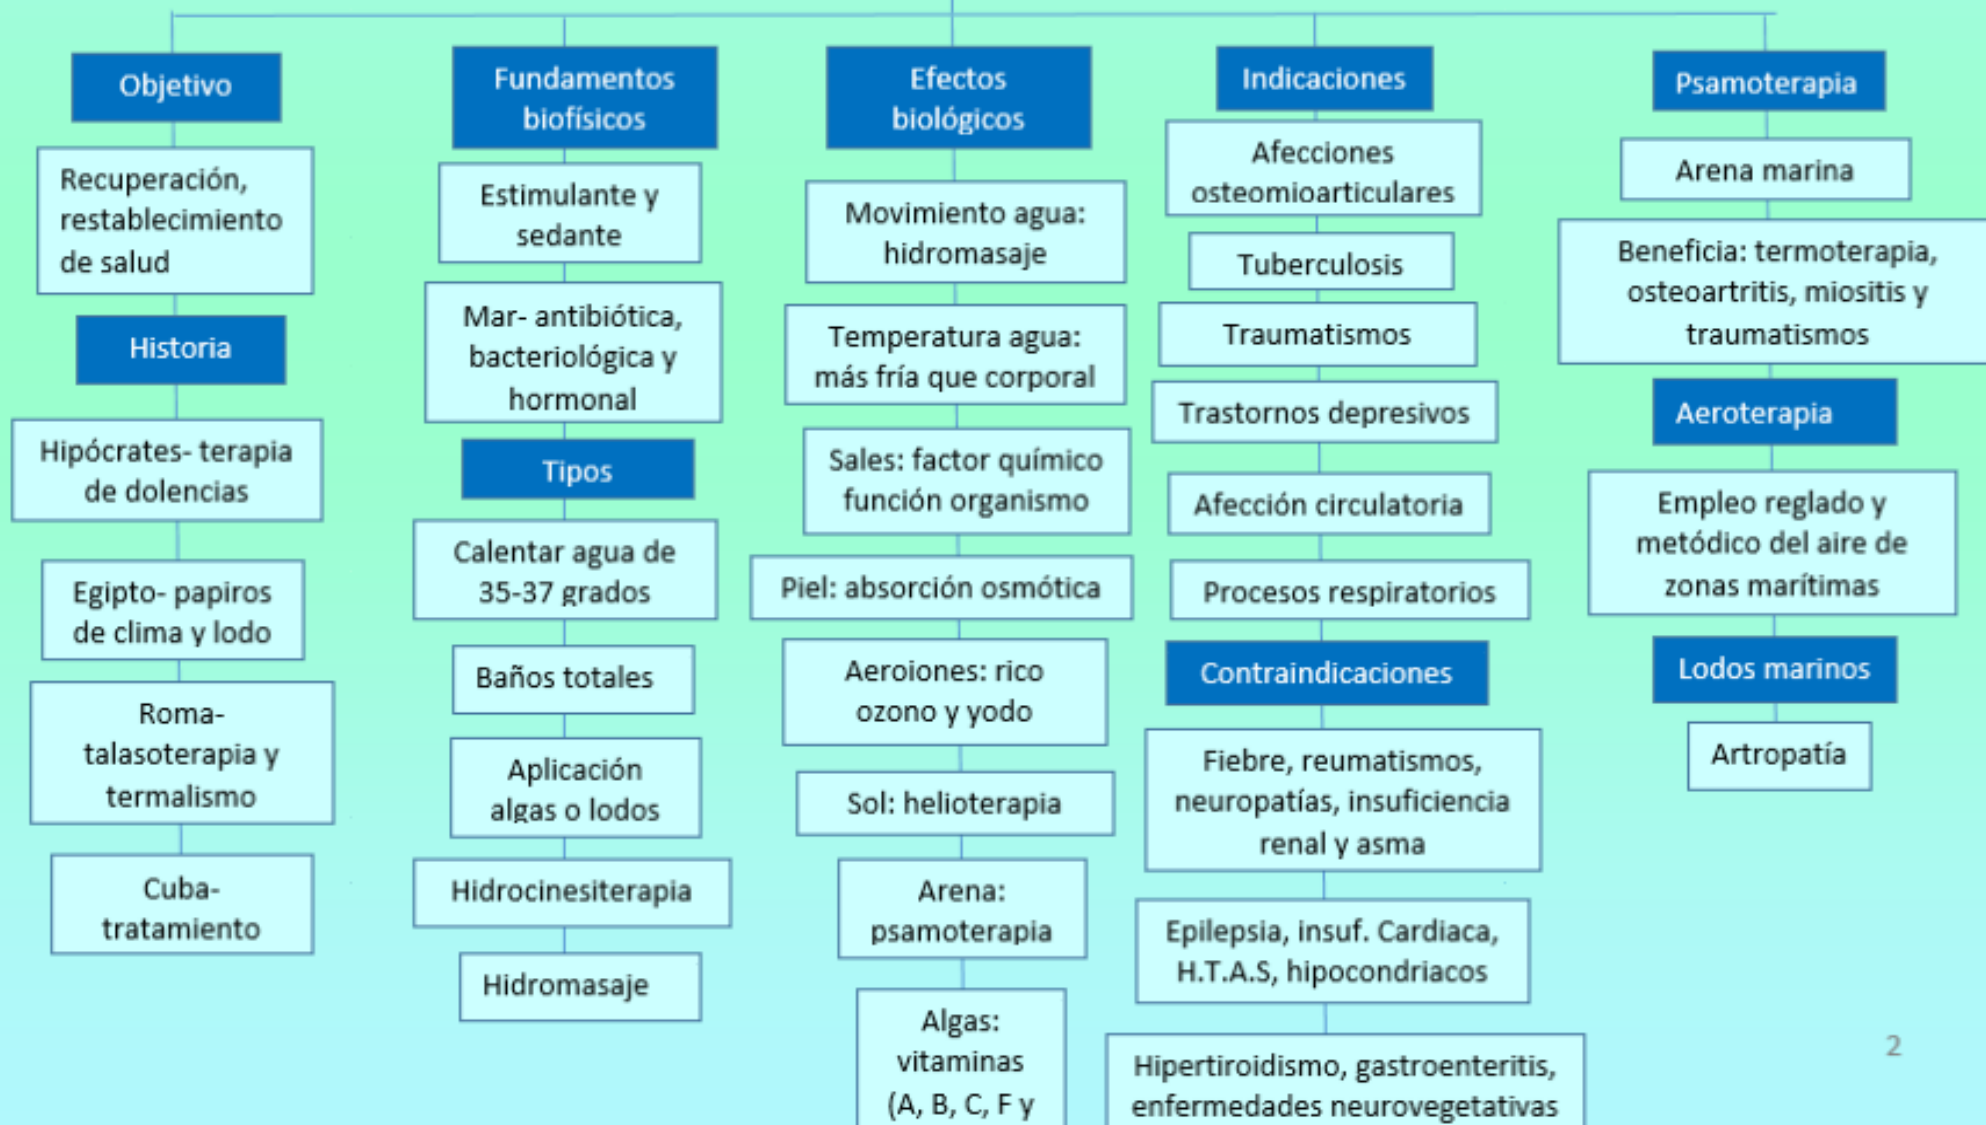 Objetivo
Recuperación,
restablecimiento
de salud
Historia
Hipócrates- terapia
de dolencias
Egipto- papiros
de clima y lodo
Roma-
talasoterapia y
termalismo
Cuba-
tratamiento
Fundamentos
biofísicos
Estimulante y
sedante
Mar- antibiótica,
bacteriológica y
hormonal
Tipos
Calentar agua de
35-37 grados
Baños totales
Aplicación
algas o lodos
Hidrocinesiterapia
Hidromasaje
Efectos
biológicos
Movimiento agua:
hidromasaje
Temperatura agua:
más fría que corporal
Sales: factor químico
función organismo
Piel: absorción osmótica
Aeroiones: rico
ozono y yodo
Sol: helioterapia
Arena:
psamoterapia
Algas:
vitaminas
(A, B, C, F y
Indicaciones
Afecciones
osteomioarticulares
Tuberculosis
Traumatismos
Trastornos depresivos
Afección circulatoria
Procesos respiratorios
Contraindicaciones
Fiebre, reumatismos,
neuropatías, insuficiencia
renal y asma
Epilepsia, insuf. Cardiaca,
H.T.A.S, hipocondriacos
Hipertiroidismo, gastroenteritis,
enfermedades neurovegetativas
Psamoterapia
Arena marina
Beneficia: termoterapia,
osteoartritis, miositis y
traumatismos
Aeroterapia
Empleo reglado y
metódico del aire de
zonas marítimas
Lodos marinos
Artropatía
2